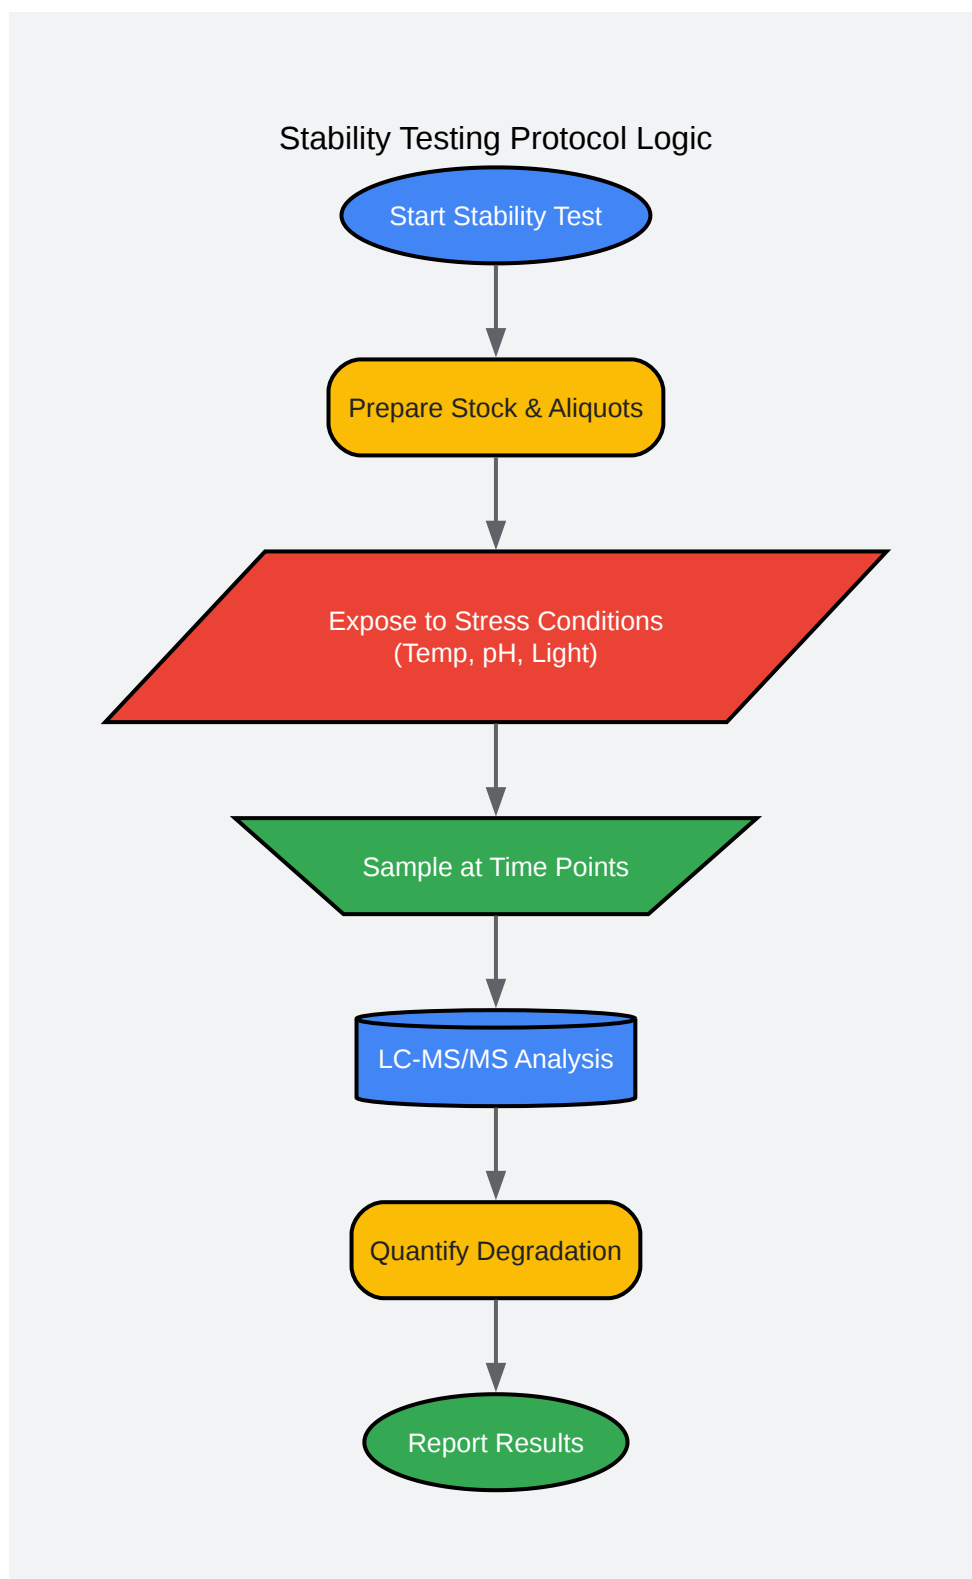 Stability Testing Protocol Logic
Start Stability Test
Prepare Stock & Aliquots
Expose to Stress Conditions
(Temp, pH, Light)
Sample at Time Points
LC-MS/MS Analysis
Quantify Degradation
Report Results